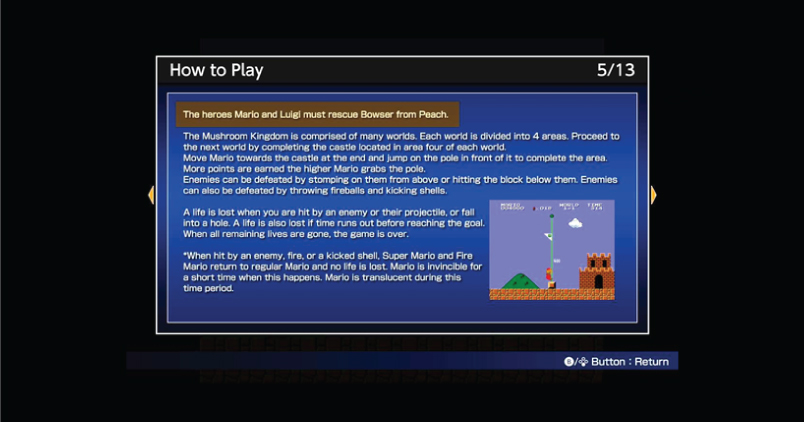 How to Play
5/13
The heroes Mario and Luigi must rescue Bowser from Peach.
The Mushroom Kingdom is comprised of many worlds. Each world is divided into 4 areas. Proceed to
the next world by completing the castle located in area four of each world.
Move Mario towards the castle at the end and jump on the pole in front of it to complete the area.
More points are earned the higher Mario grabs the pole.
Enemies can be defeated by stomping on them from above or hitting the block below them. Enemies
can also be defeated by throwing fireballs and kicking shells.
A life is lost when you are hit by an enemy or their projectile, or fall
into a hole. A life is also lost if time runs out before reaching the goal.
When all remaining lives are gone, the game is over.
*When hit by an enemy, fire, or a kicked shell, Super Mario and Fire
Mario return to regular Mario and no life is lost. Mario is invincible for
a short time when this happens. Mario is translucent during this
time period.
MARIO WORLD TIME
Button : Return